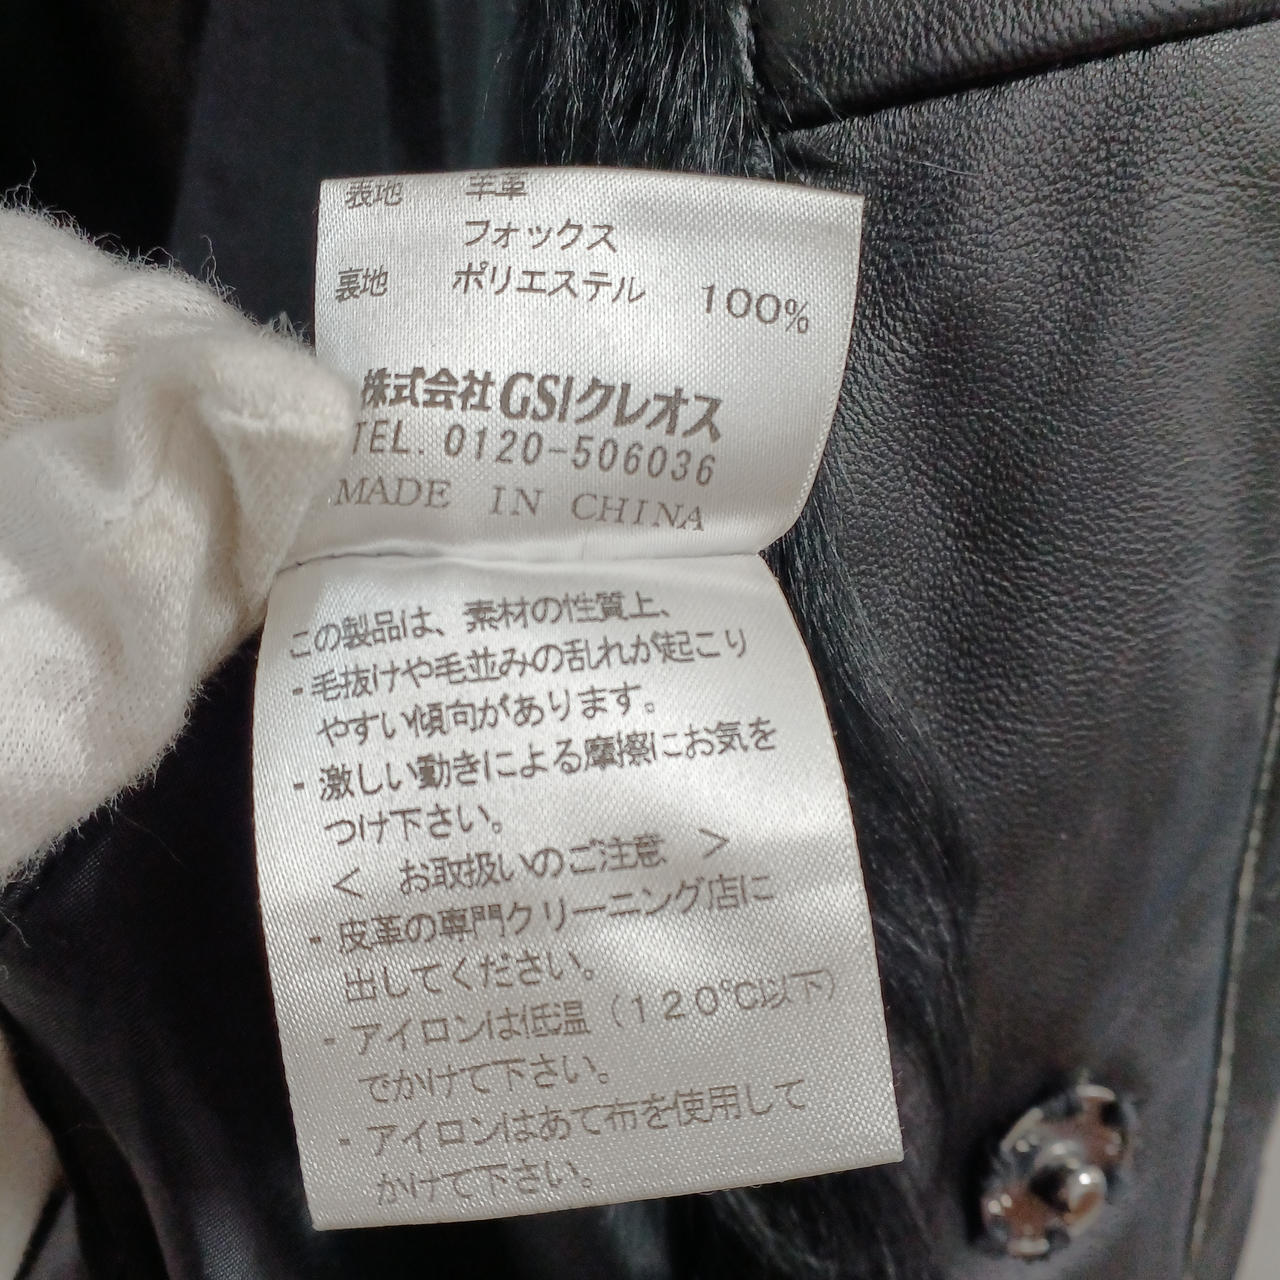 表地 羊革
フォックス
裏地 ポリエステル 100%
株式会社GSIクレオス
TEL. 0120-506036
MADE IN CHINA
この製品は、素材の性質上、
・毛抜けや毛並みの乱れが起こり
やすい傾向があります。
・激しい動きによる摩擦にお気を
つけ下さい。
< お取扱いのご注意 >
・皮革の専門クリーニング店に
出してください。
・アイロンは低温（120℃以下）
でかけて下さい。
・アイロンはあて布を使用して
かけて下さい。